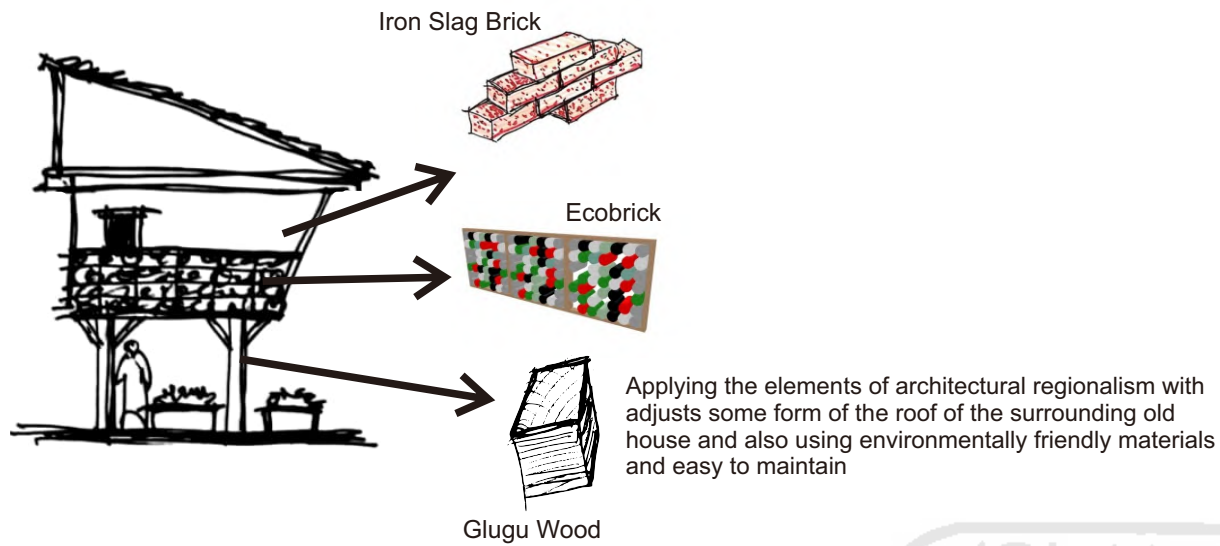 Iron Slag Brick
Ecobrick
Applying the elements of architectural regionalism with
adjusts some form of the roof of the surrounding old
house and also using environmentally friendly materials
and easy to maintain
Glugu Wood